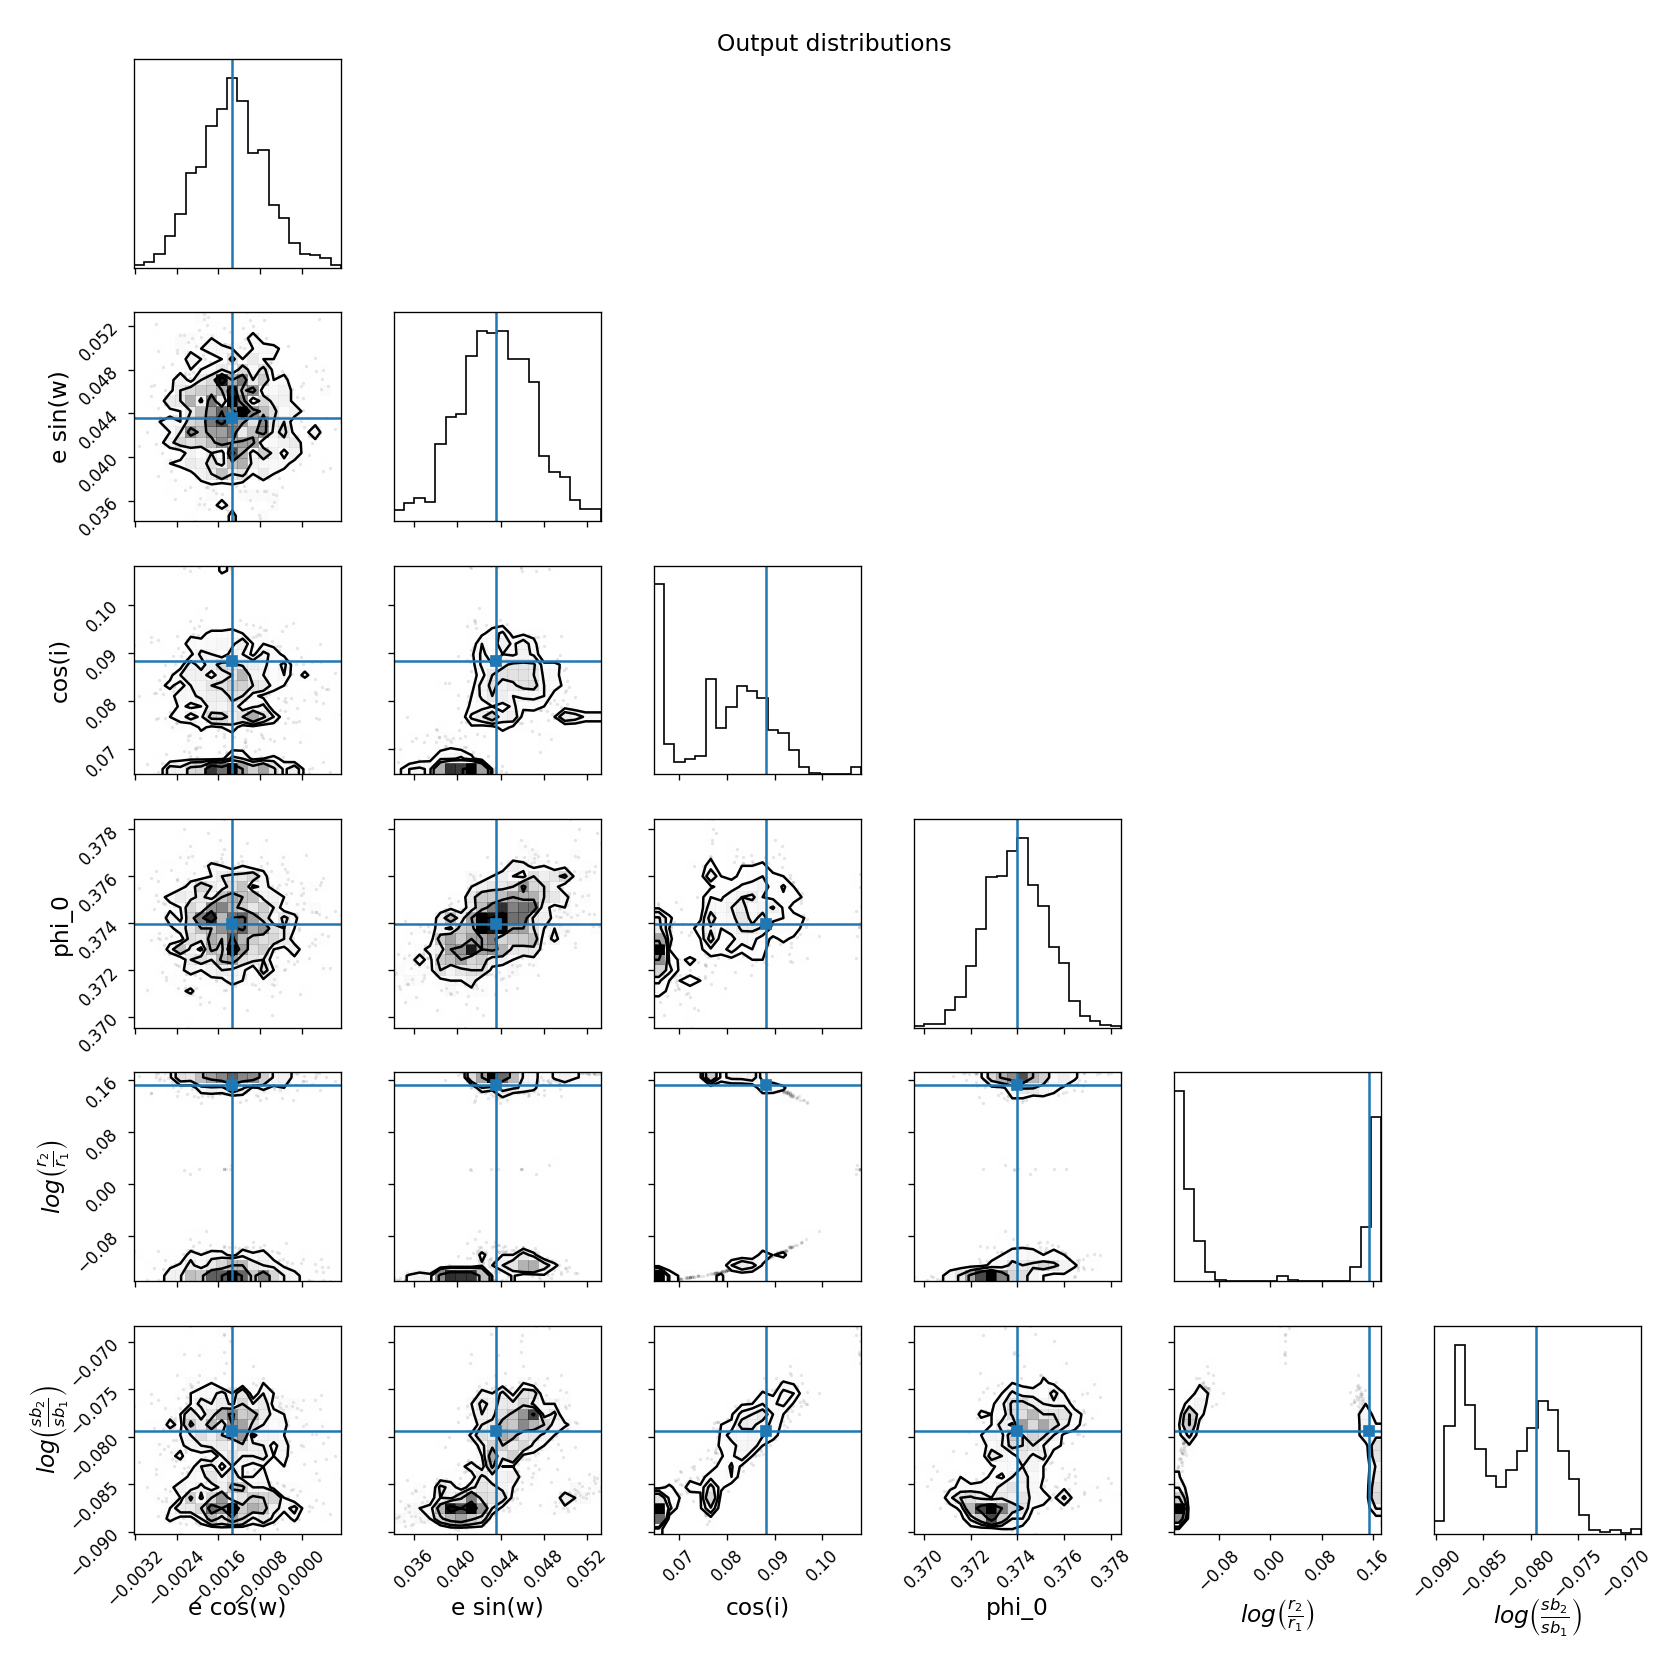 Output distributions
0.052
0.048
0.044
0.040
0.036
e sin(w)
0.10
0.09
0.08
0.07
cos(i)
0.378
0.376
0.374
0.372
0.370
phi_0
0.16
0.08
0.00
−0.08
log(r₂/r₁)
−0.070
−0.075
−0.080
−0.085
−0.090
log(sb₂/sb₁)
−0.0032 −0.0024 −0.0016 −0.0008 0.0000
0.036 0.040 0.044 0.048 0.052
0.07 0.08 0.09 0.10
0.370 0.372 0.374 0.376 0.378
−0.08 0.00 0.08 0.16
−0.090 −0.085 −0.080 −0.075 −0.070
e cos(w)
e sin(w)
cos(i)
phi_0
log(r₂/r₁)
log(sb₂/sb₁)